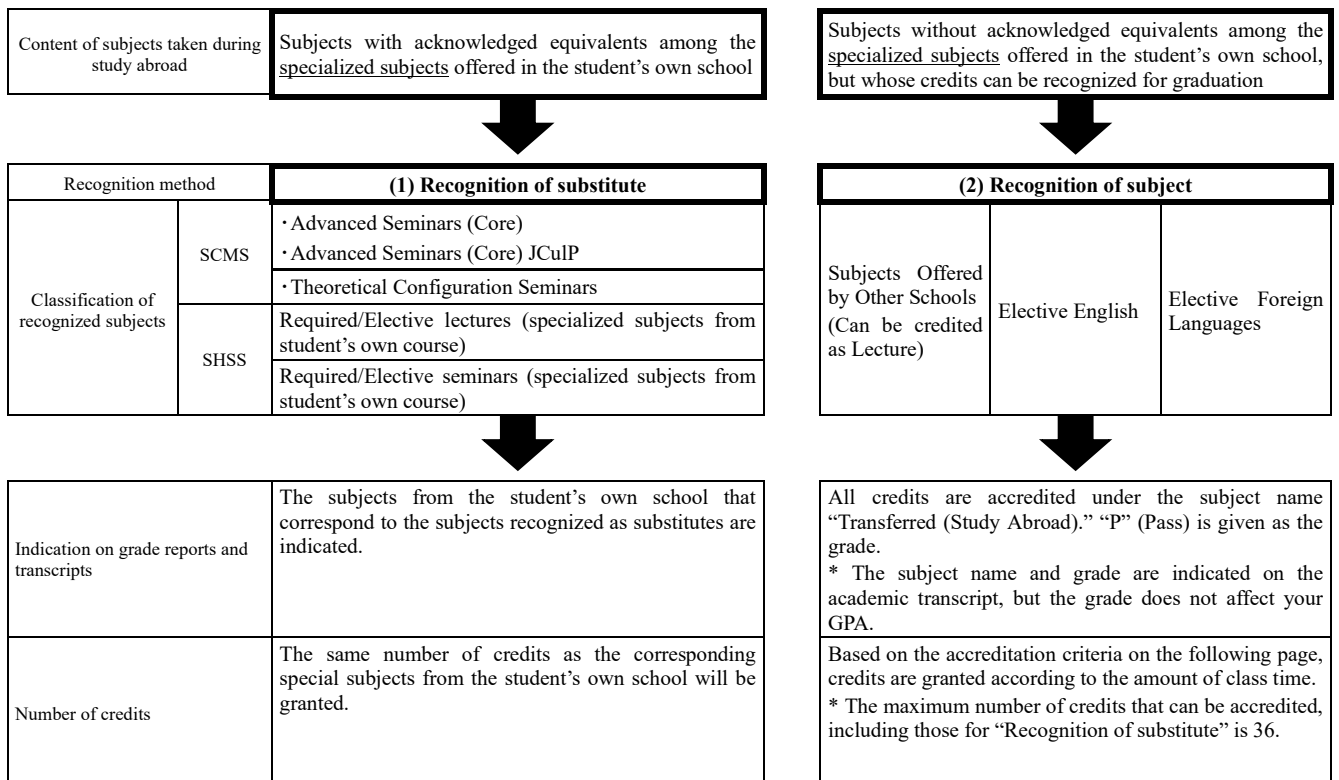 Content of subjects taken during
study abroad
Subjects with acknowledged equivalents among the
specialized subjects offered in the student’s own school
Subjects without acknowledged equivalents among the
specialized subjects offered in the student’s own school,
but whose credits can be recognized for graduation
Recognition method
(1) Recognition of substitute
(2) Recognition of subject
Classification of
recognized subjects
SCMS
・Advanced Seminars (Core)
・Advanced Seminars (Core) JCulP
・Theoretical Configuration Seminars
SHSS
Required/Elective lectures (specialized subjects from
student’s own course)
Required/Elective seminars (specialized subjects from
student’s own course)
Subjects Offered
by Other Schools
(Can be credited
as Lecture)
Elective English
Elective Foreign
Languages
Indication on grade reports and
transcripts
The subjects from the student’s own school that
correspond to the subjects recognized as substitutes are
indicated.
All credits are accredited under the subject name
“Transferred (Study Abroad).” “P” (Pass) is given as the
grade.
* The subject name and grade are indicated on the
academic transcript, but the grade does not affect your
GPA.
Number of credits
The same number of credits as the corresponding
special subjects from the student’s own school will be
granted.
Based on the accreditation criteria on the following page,
credits are granted according to the amount of class time.
* The maximum number of credits that can be accredited,
including those for “Recognition of substitute” is 36.